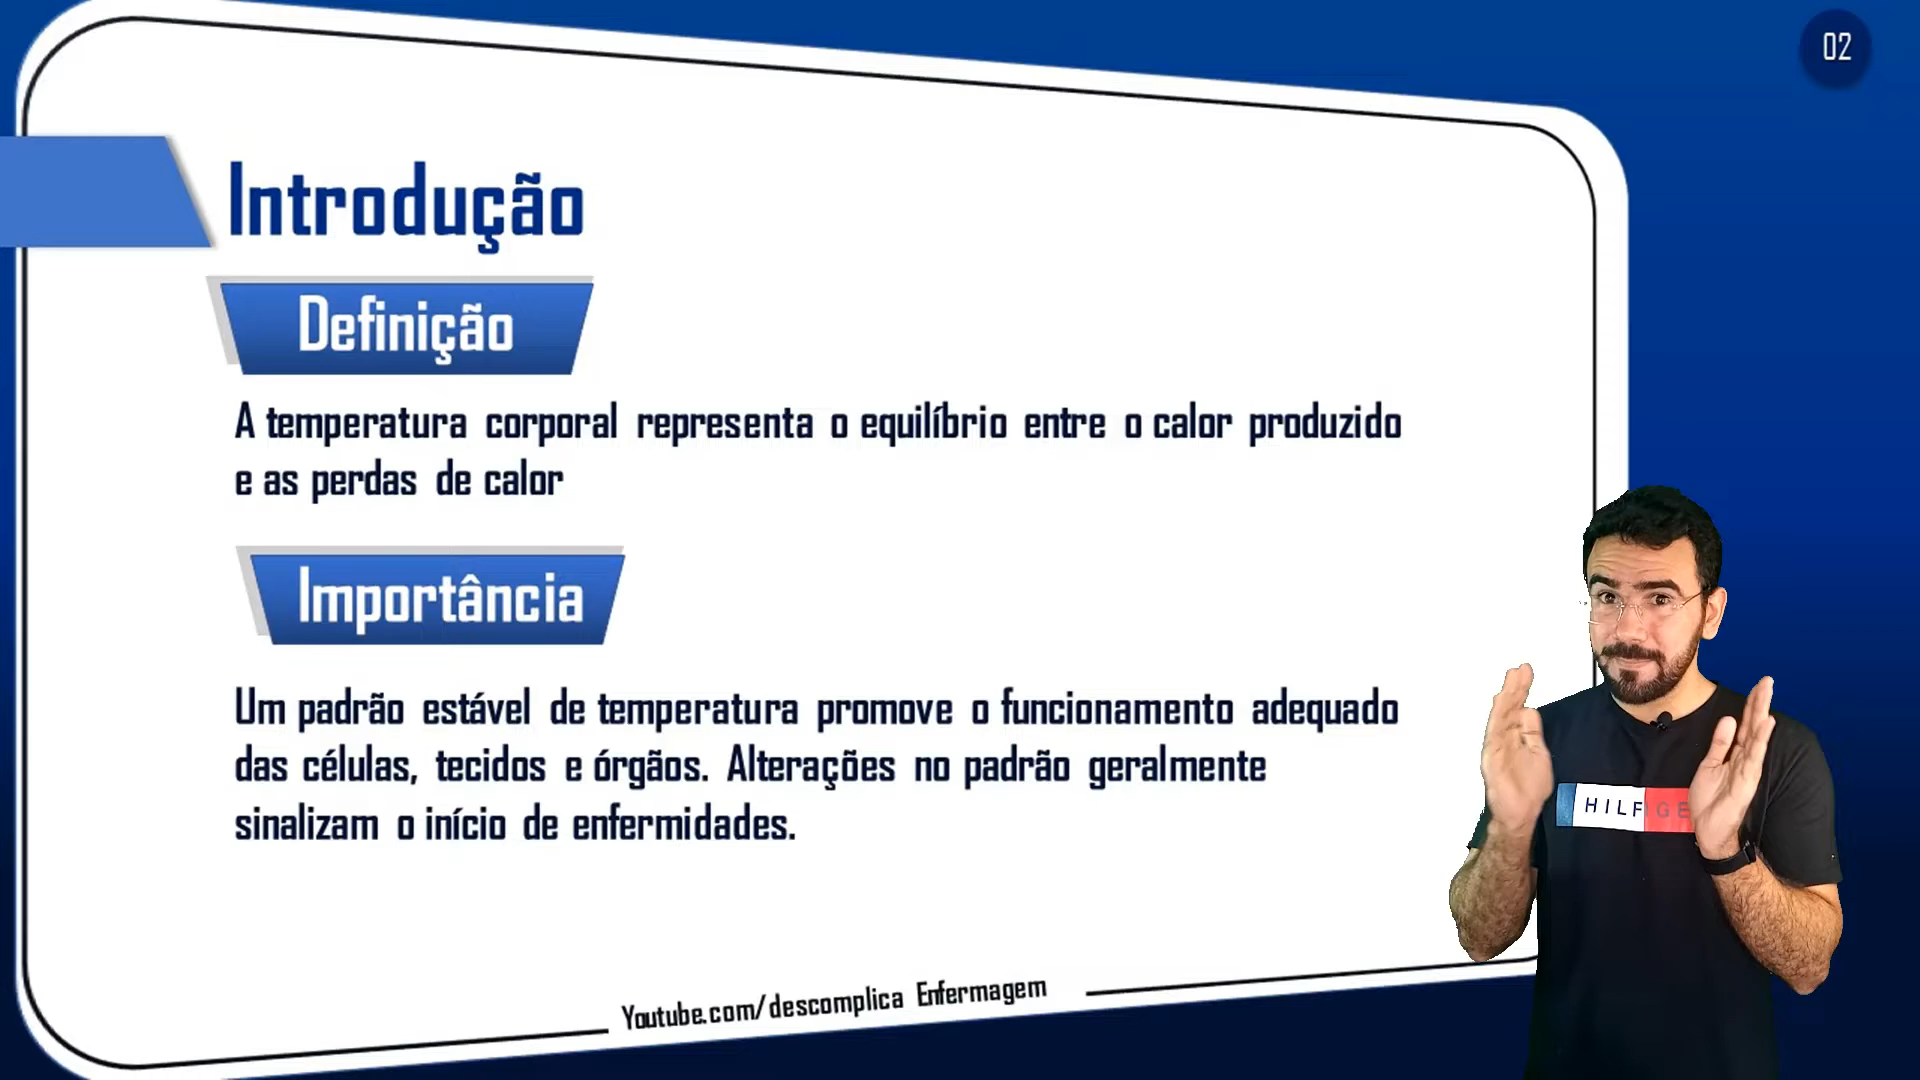 02
Introdução
Definição
A temperatura corporal representa o equilíbrio entre o calor produzido
e as perdas de calor
Importância
Um padrão estável de temperatura promove o funcionamento adequado
das células, tecidos e órgãos. Alterações no padrão geralmente
sinalizam o início de enfermidades.
HILFIGE
Youtube.com/descomplica Enfermagem